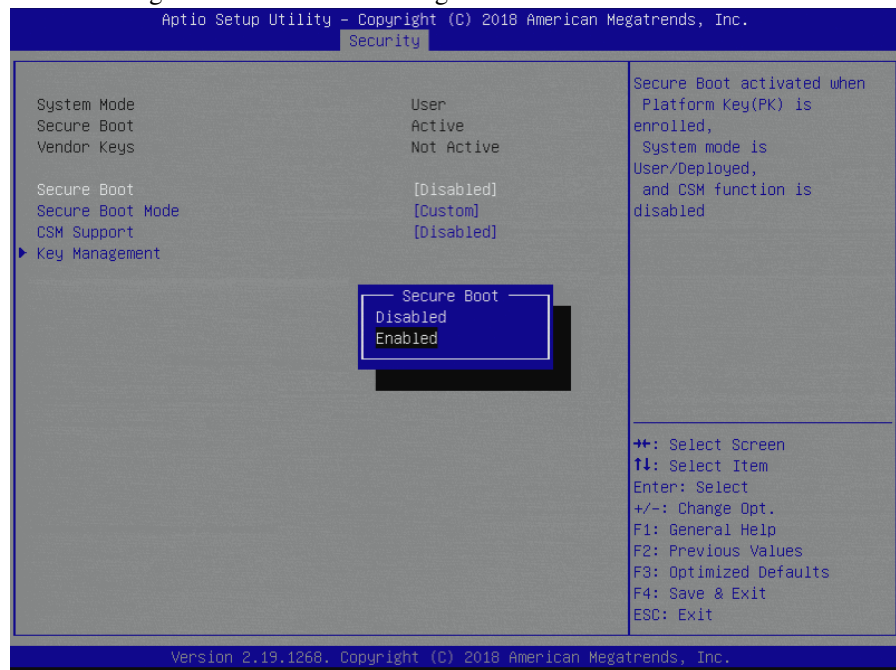 Aptio Setup Utility – Copyright (C) 2018 American Megatrends, Inc.
Security
System Mode User
Secure Boot Active
Vendor Keys Not Active
Secure Boot [Disabled]
Secure Boot Mode [Custom]
CSM Support [Disabled]
Key Management
Secure Boot
Disabled
Enabled
Secure Boot activated when
Platform Key(PK) is
enrolled,
System mode is
User/Deployed,
and CSM function is
disabled
→←: Select Screen
↑↓: Select Item
Enter: Select
+/-: Change Opt.
F1: General Help
F2: Previous Values
F3: Optimized Defaults
F4: Save & Exit
ESC: Exit
Version 2.19.1268. Copyright (C) 2018 American Megatrends, Inc.